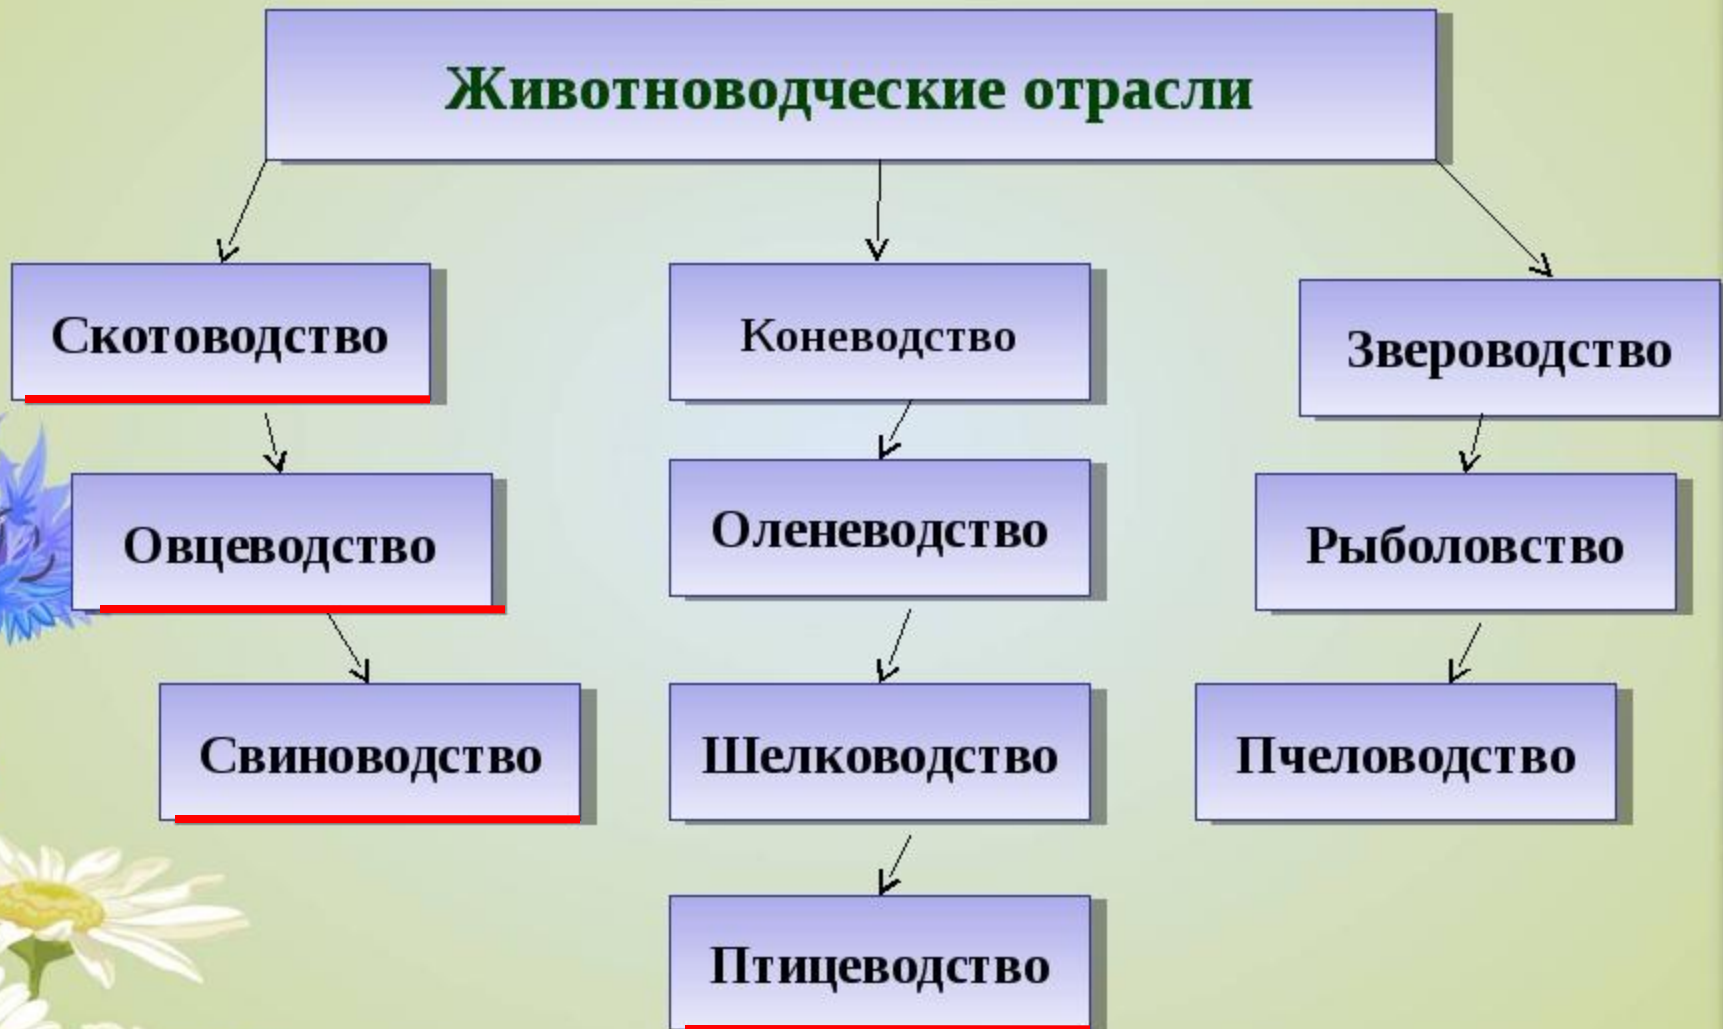 Животноводческие отрасли
Скотоводство
Овцеводство
Свиноводство
Коневодство
Оленеводство
Шелководство
Птицеводство
Звероводство
Рыболовство
Пчеловодство